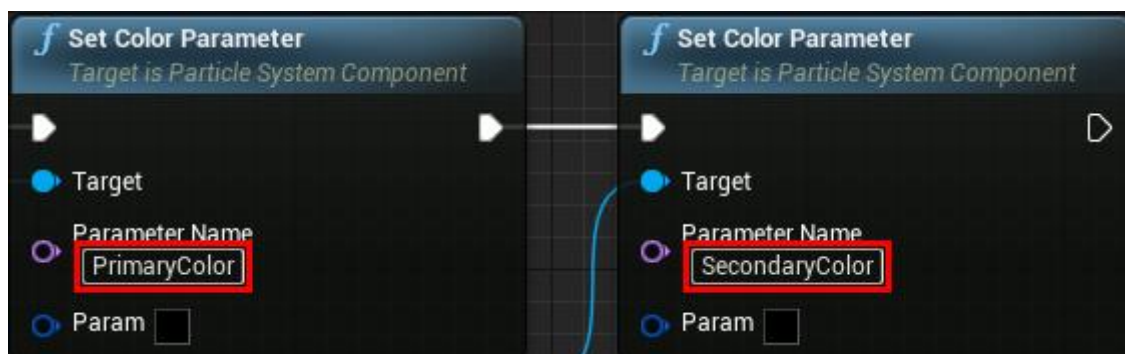 Set Color Parameter
Target is Particle System Component
Target
Parameter Name
PrimaryColor
Param
Set Color Parameter
Target is Particle System Component
Target
Parameter Name
SecondaryColor
Param